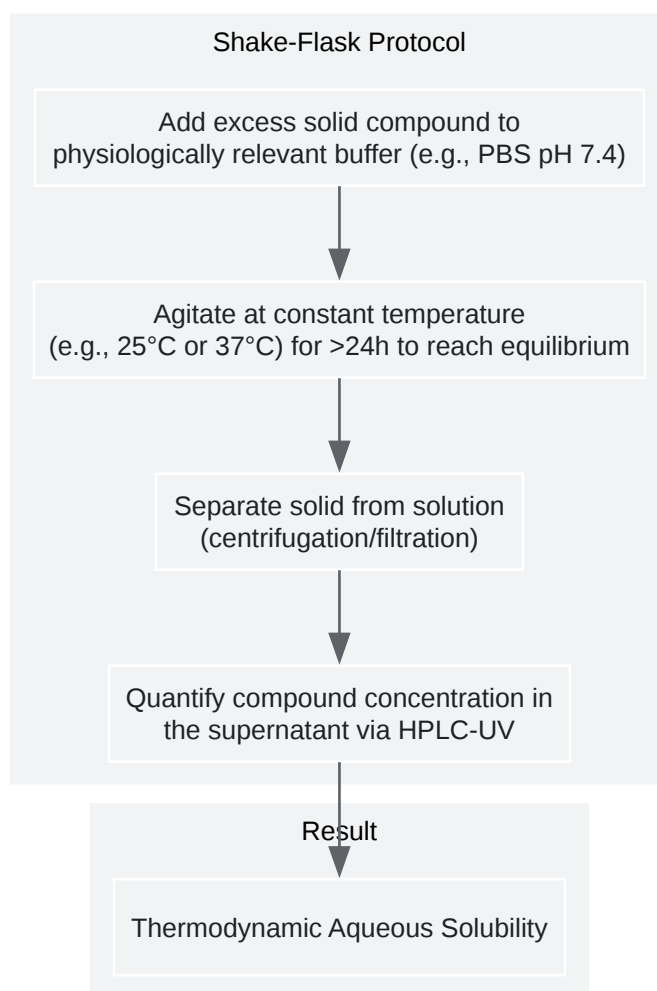 Shake-Flask Protocol
Add excess solid compound to
physiologically relevant buffer (e.g., PBS pH 7.4)
Agitate at constant temperature
(e.g., 25°C or 37°C) for >24h to reach equilibrium
Separate solid from solution
(centrifugation/filtration)
Quantify compound concentration in
the supernatant via HPLC-UV
Result
Thermodynamic Aqueous Solubility